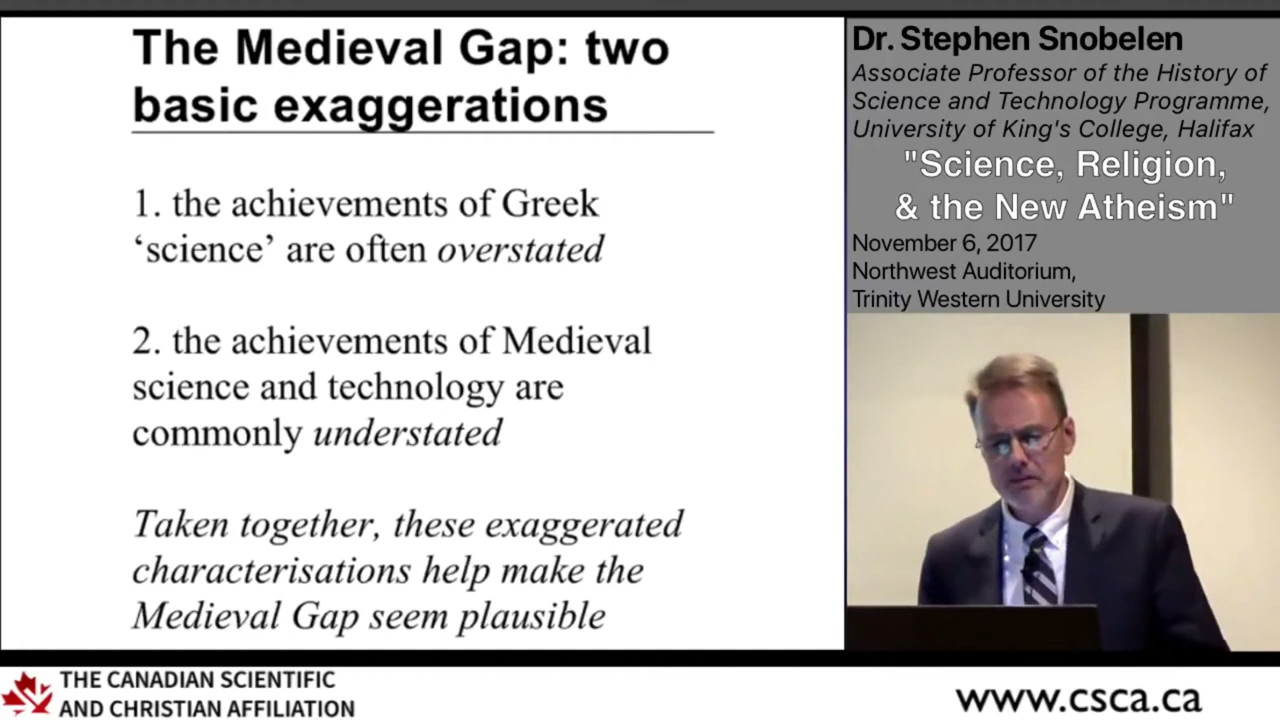 The Medieval Gap: two
basic exaggerations
1. the achievements of Greek
‘science’ are often overstated
2. the achievements of Medieval
science and technology are
commonly understated
Taken together, these exaggerated
characterisations help make the
Medieval Gap seem plausible
Dr. Stephen Snobelen
Associate Professor of the History of
Science and Technology Programme,
University of King's College, Halifax
"Science, Religion,
& the New Atheism"
November 6, 2017
Northwest Auditorium,
Trinity Western University
THE CANADIAN SCIENTIFIC
AND CHRISTIAN AFFILIATION
www.csca.ca